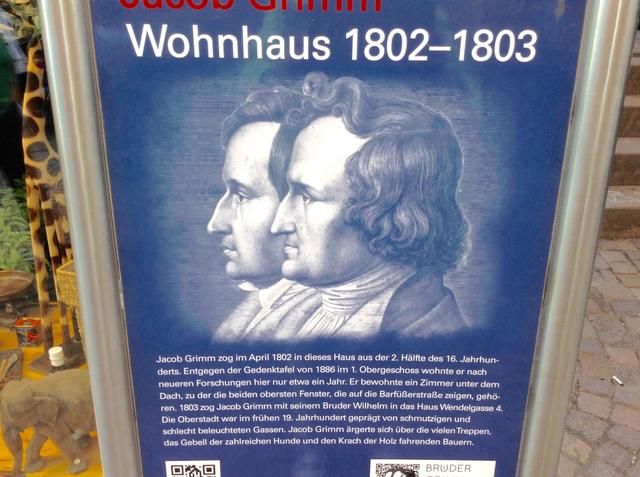 Jacob Grimm
Wohnhaus 1802–1803
Jacob Grimm zog im April 1802 in dieses Haus aus der 2. Hälfte des 16. Jahrhun-
derts. Entgegen der Gedenktafel von 1886 im 1. Obergeschoss wohnte er nach
neueren Forschungen hier nur etwa ein Jahr. Er bewohnte ein Zimmer unter dem
Dach, zu der die beiden obersten Fenster, die auf die Barfüßerstraße zeigen, gehö-
ren. 1803 zog Jacob Grimm mit seinem Bruder Wilhelm in das Haus Wendelgasse 4.
Die Oberstadt war im frühen 19. Jahrhundert geprägt von schmutzigen und
schlecht beleuchteten Gassen. Jacob Grimm ärgerte sich über die vielen Treppen,
das Gebell der zahlreichen Hunde und den Krach der Holz fahrenden Bauern.
BRÜDER